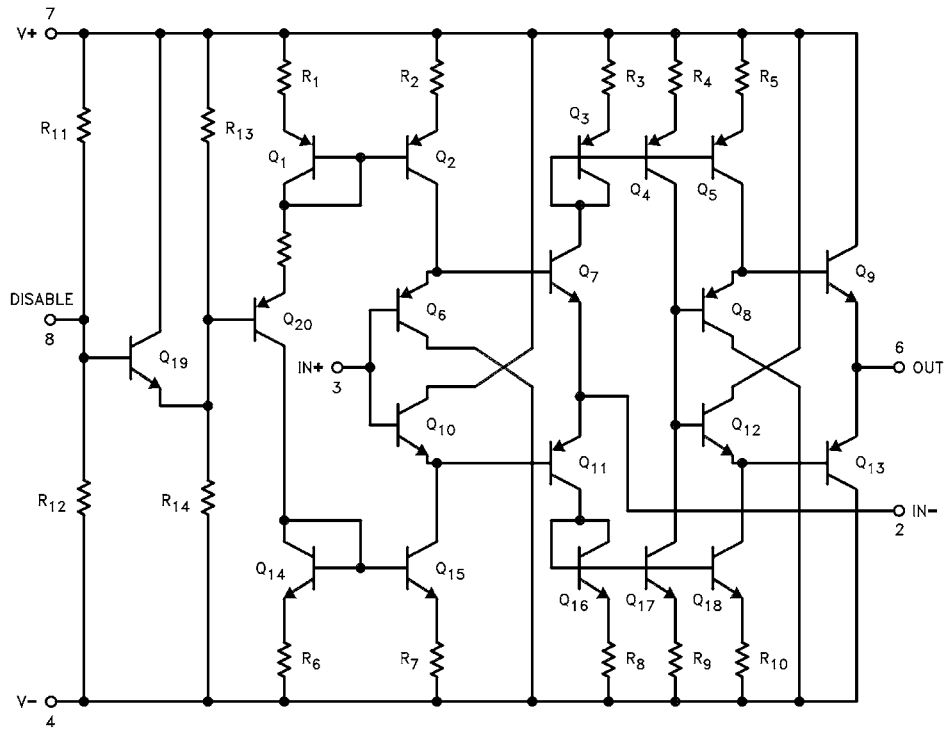 7
V+
R1
R2
R3
R4
R5
R11
R13
Q3
Q1
Q2
Q4
Q5
Q7
Q9
DISABLE
8
Q20
Q6
Q8
Q19
IN+
3
6
OUT
Q10
Q12
Q11
Q13
R12
R14
IN-
2
Q14
Q15
Q16
Q17
Q18
R6
R7
R8
R9
R10
V-
4